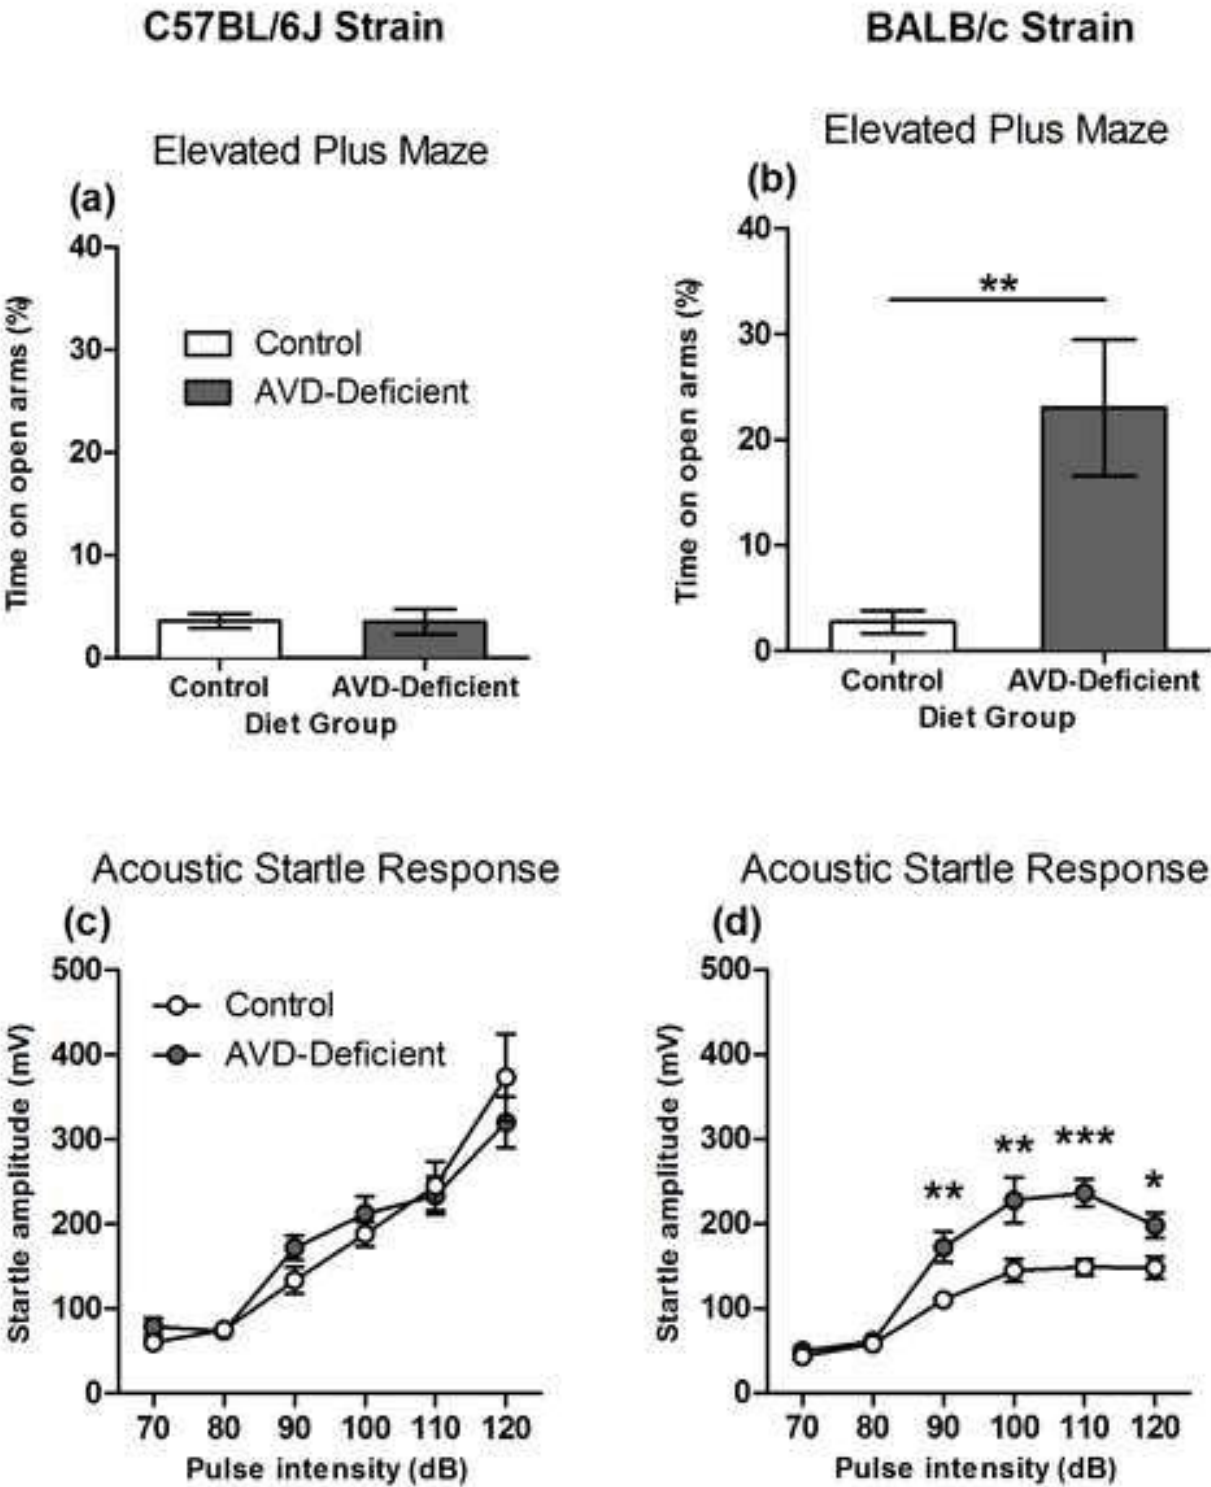 C57BL/6J Strain
BALB/c Strain
Elevated Plus Maze
(a)
Time on open arms (%)
40
30
20
10
0
Control
AVD-Deficient
Control
AVD-Deficient
Diet Group
Elevated Plus Maze
(b)
Time on open arms (%)
40
30
20
10
0
**
Control
AVD-Deficient
Diet Group
Acoustic Startle Response
(c)
Startle amplitude (mV)
500
400
300
200
100
0
Control
AVD-Deficient
70 80 90 100 110 120
Pulse intensity (dB)
Acoustic Startle Response
(d)
Startle amplitude (mV)
500
400
300
200
100
0
** ** *** *
70 80 90 100 110 120
Pulse intensity (dB)